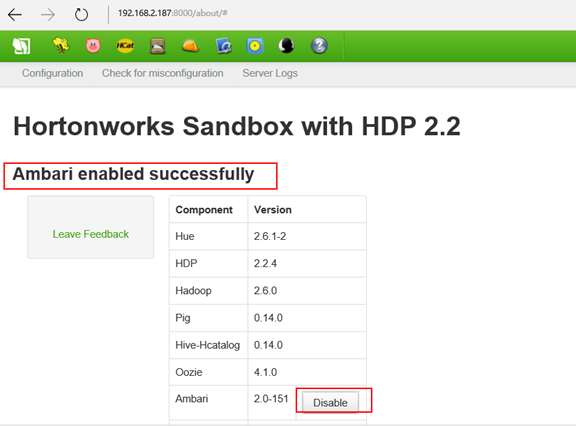 192.168.2.187:8000/about/#
HCat
Configuration Check for misconfiguration Server Logs
Hortonworks Sandbox with HDP 2.2
Ambari enabled successfully
Leave Feedback
Component Version
Hue 2.6.1-2
HDP 2.2.4
Hadoop 2.6.0
Pig 0.14.0
Hive-Hcatalog 0.14.0
Oozie 4.1.0
Ambari 2.0-151 Disable